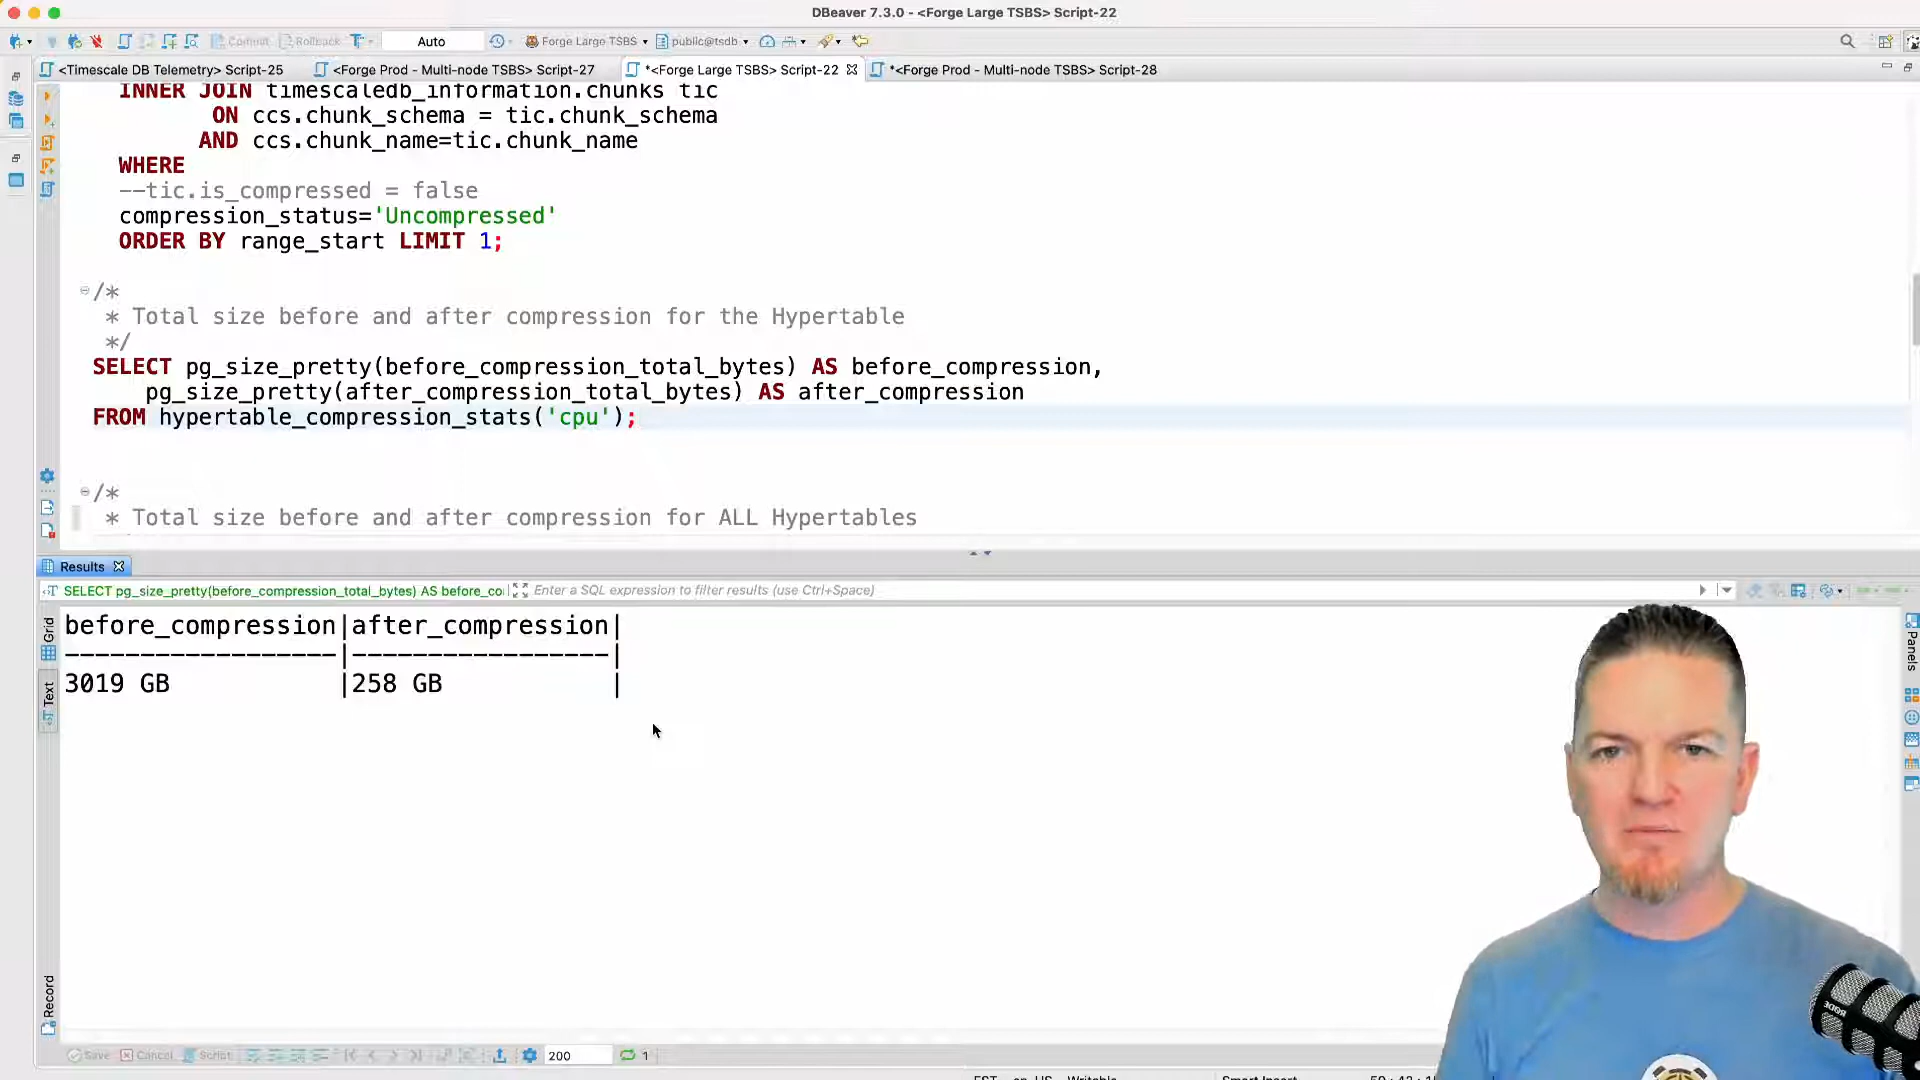 DBeaver 7.3.0 - <Forge Large TSBS> Script-22
Commit Rollback Auto Forge Large TSBS public@tsdb
<Timescale DB Telemetry> Script-25 <Forge Prod - Multi-node TSBS> Script-27 *<Forge Large TSBS> Script-22 *<Forge Prod - Multi-node TSBS> Script-28
INNER JOIN timescaledb_information.chunks tic
ON ccs.chunk_schema = tic.chunk_schema
AND ccs.chunk_name=tic.chunk_name
WHERE
--tic.is_compressed = false
compression_status='Uncompressed'
ORDER BY range_start LIMIT 1;
/*
* Total size before and after compression for the Hypertable
*/
SELECT pg_size_pretty(before_compression_total_bytes) AS before_compression,
pg_size_pretty(after_compression_total_bytes) AS after_compression
FROM hypertable_compression_stats('cpu');
/*
* Total size before and after compression for ALL Hypertables
Results
SELECT pg_size_pretty(before_compression_total_bytes) AS before_co Enter a SQL expression to filter results (use Ctrl+Space)
Grid
Text
Record
Panels
before_compression|after_compression|
------------------|-----------------|
3019 GB |258 GB |
RODE
Save Cancel Script 200 1